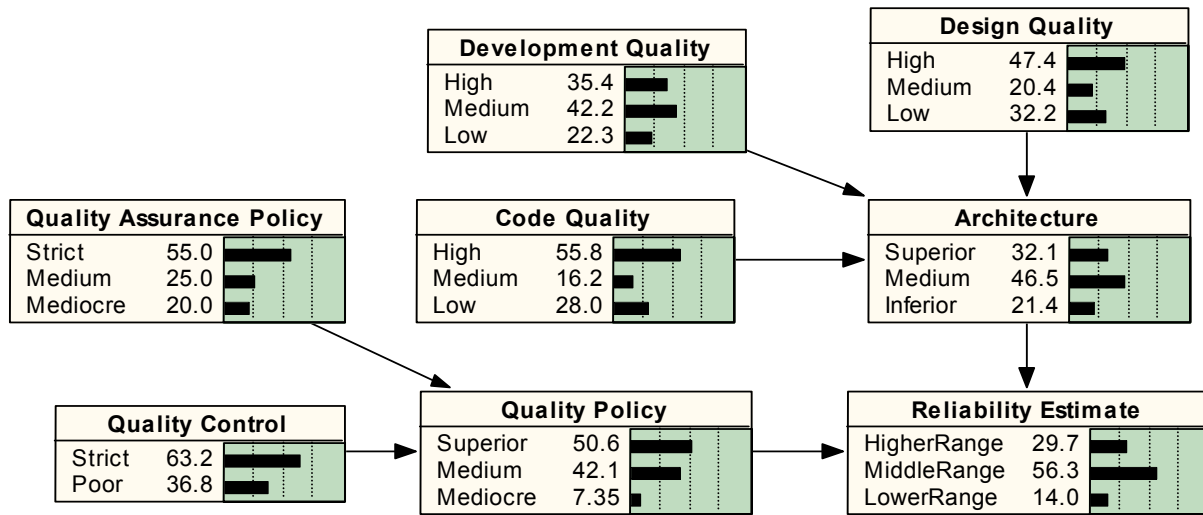 Design Quality
High 47.4
Medium 20.4
Low 32.2
Development Quality
High 35.4
Medium 42.2
Low 22.3
Quality Assurance Policy
Strict 55.0
Medium 25.0
Mediocre 20.0
Code Quality
High 55.8
Medium 16.2
Low 28.0
Architecture
Superior 32.1
Medium 46.5
Inferior 21.4
Quality Control
Strict 63.2
Poor 36.8
Quality Policy
Superior 50.6
Medium 42.1
Mediocre 7.35
Reliability Estimate
HigherRange 29.7
MiddleRange 56.3
LowerRange 14.0